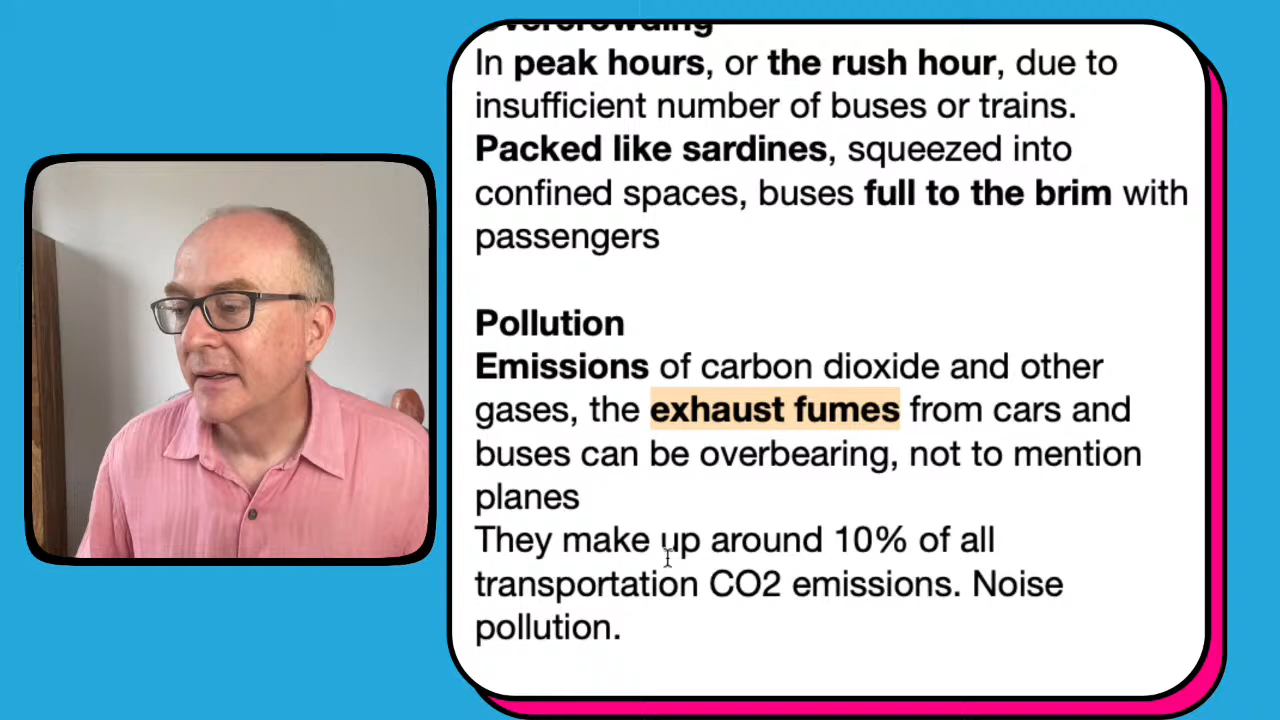 overcrowding
In peak hours, or the rush hour, due to
insufficient number of buses or trains.
Packed like sardines, squeezed into
confined spaces, buses full to the brim with
passengers
Pollution
Emissions of carbon dioxide and other
gases, the exhaust fumes from cars and
buses can be overbearing, not to mention
planes
They make up around 10% of all
transportation CO2 emissions. Noise
pollution.